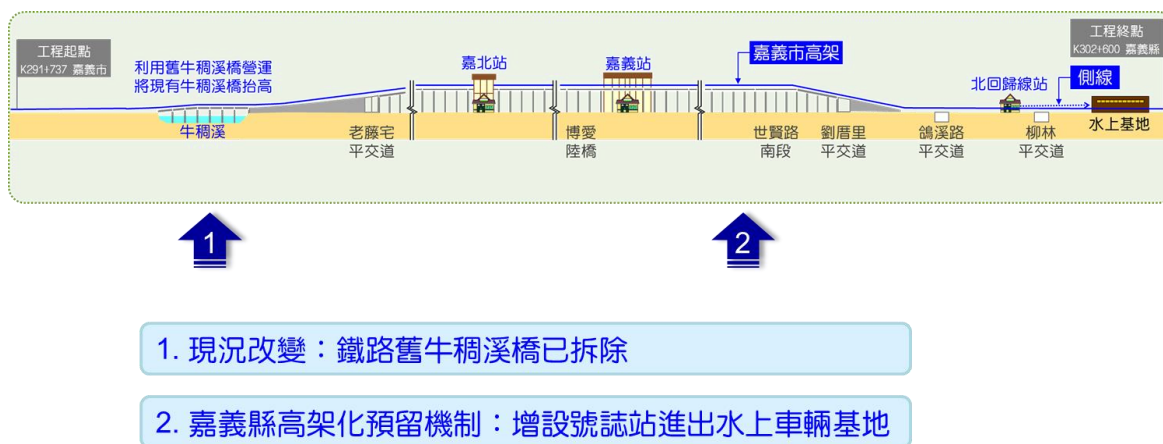 工程起點
K291+737 嘉義市
利用舊牛稠溪橋營運
將現有牛稠溪橋抬高
嘉北站
嘉義站
嘉義市高架
工程終點
K302+600 嘉義縣
北回歸線站
側線
牛稠溪
老藤宅
平交道
博愛
陸橋
世賢路
南段
劉厝里
平交道
鴿溪路
平交道
柳林
平交道
水上基地
1
2
1. 現況改變：鐵路舊牛稠溪橋已拆除
2. 嘉義縣高架化預留機制：增設號誌站進出水上車輛基地